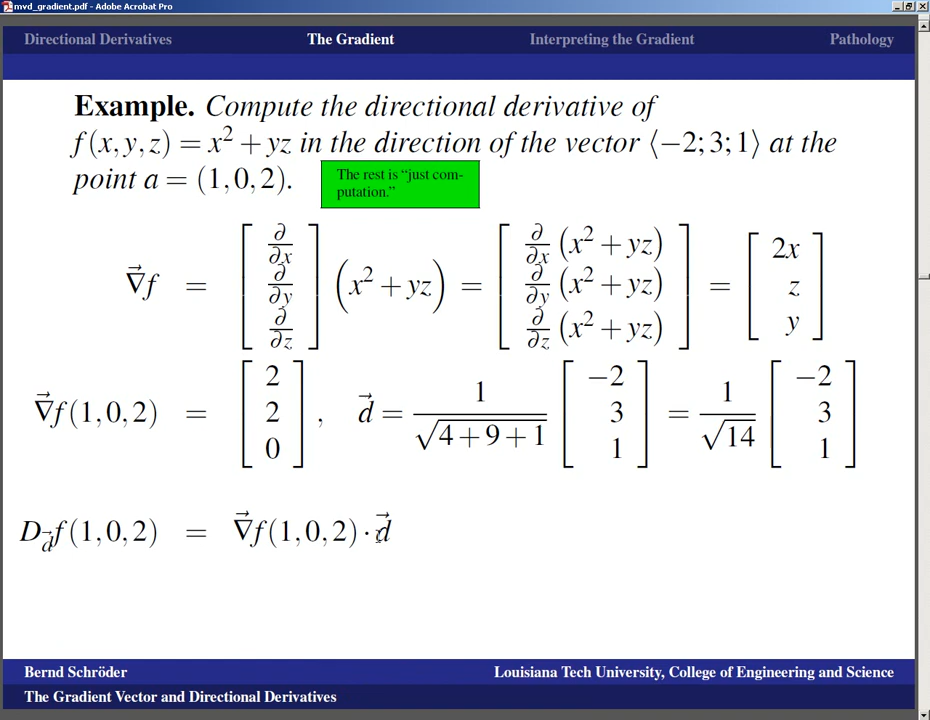 mvd_gradient.pdf - Adobe Acrobat Pro
Directional Derivatives The Gradient Interpreting the Gradient Pathology
Example. Compute the directional derivative of
f(x,y,z) = x² + yz in the direction of the vector ⟨−2;3;1⟩ at the
point a = (1,0,2).
The rest is “just com-
putation.”
∇⃗f = [∂/∂x; ∂/∂y; ∂/∂z] (x² + yz) = [∂/∂x (x² + yz); ∂/∂y (x² + yz); ∂/∂z (x² + yz)] = [2x; z; y]
∇⃗f(1,0,2) = [2; 2; 0], d⃗ = 1/√(4+9+1) [−2; 3; 1] = 1/√14 [−2; 3; 1]
D_d⃗ f(1,0,2) = ∇⃗f(1,0,2) · d⃗
Bernd Schröder Louisiana Tech University, College of Engineering and Science
The Gradient Vector and Directional Derivatives